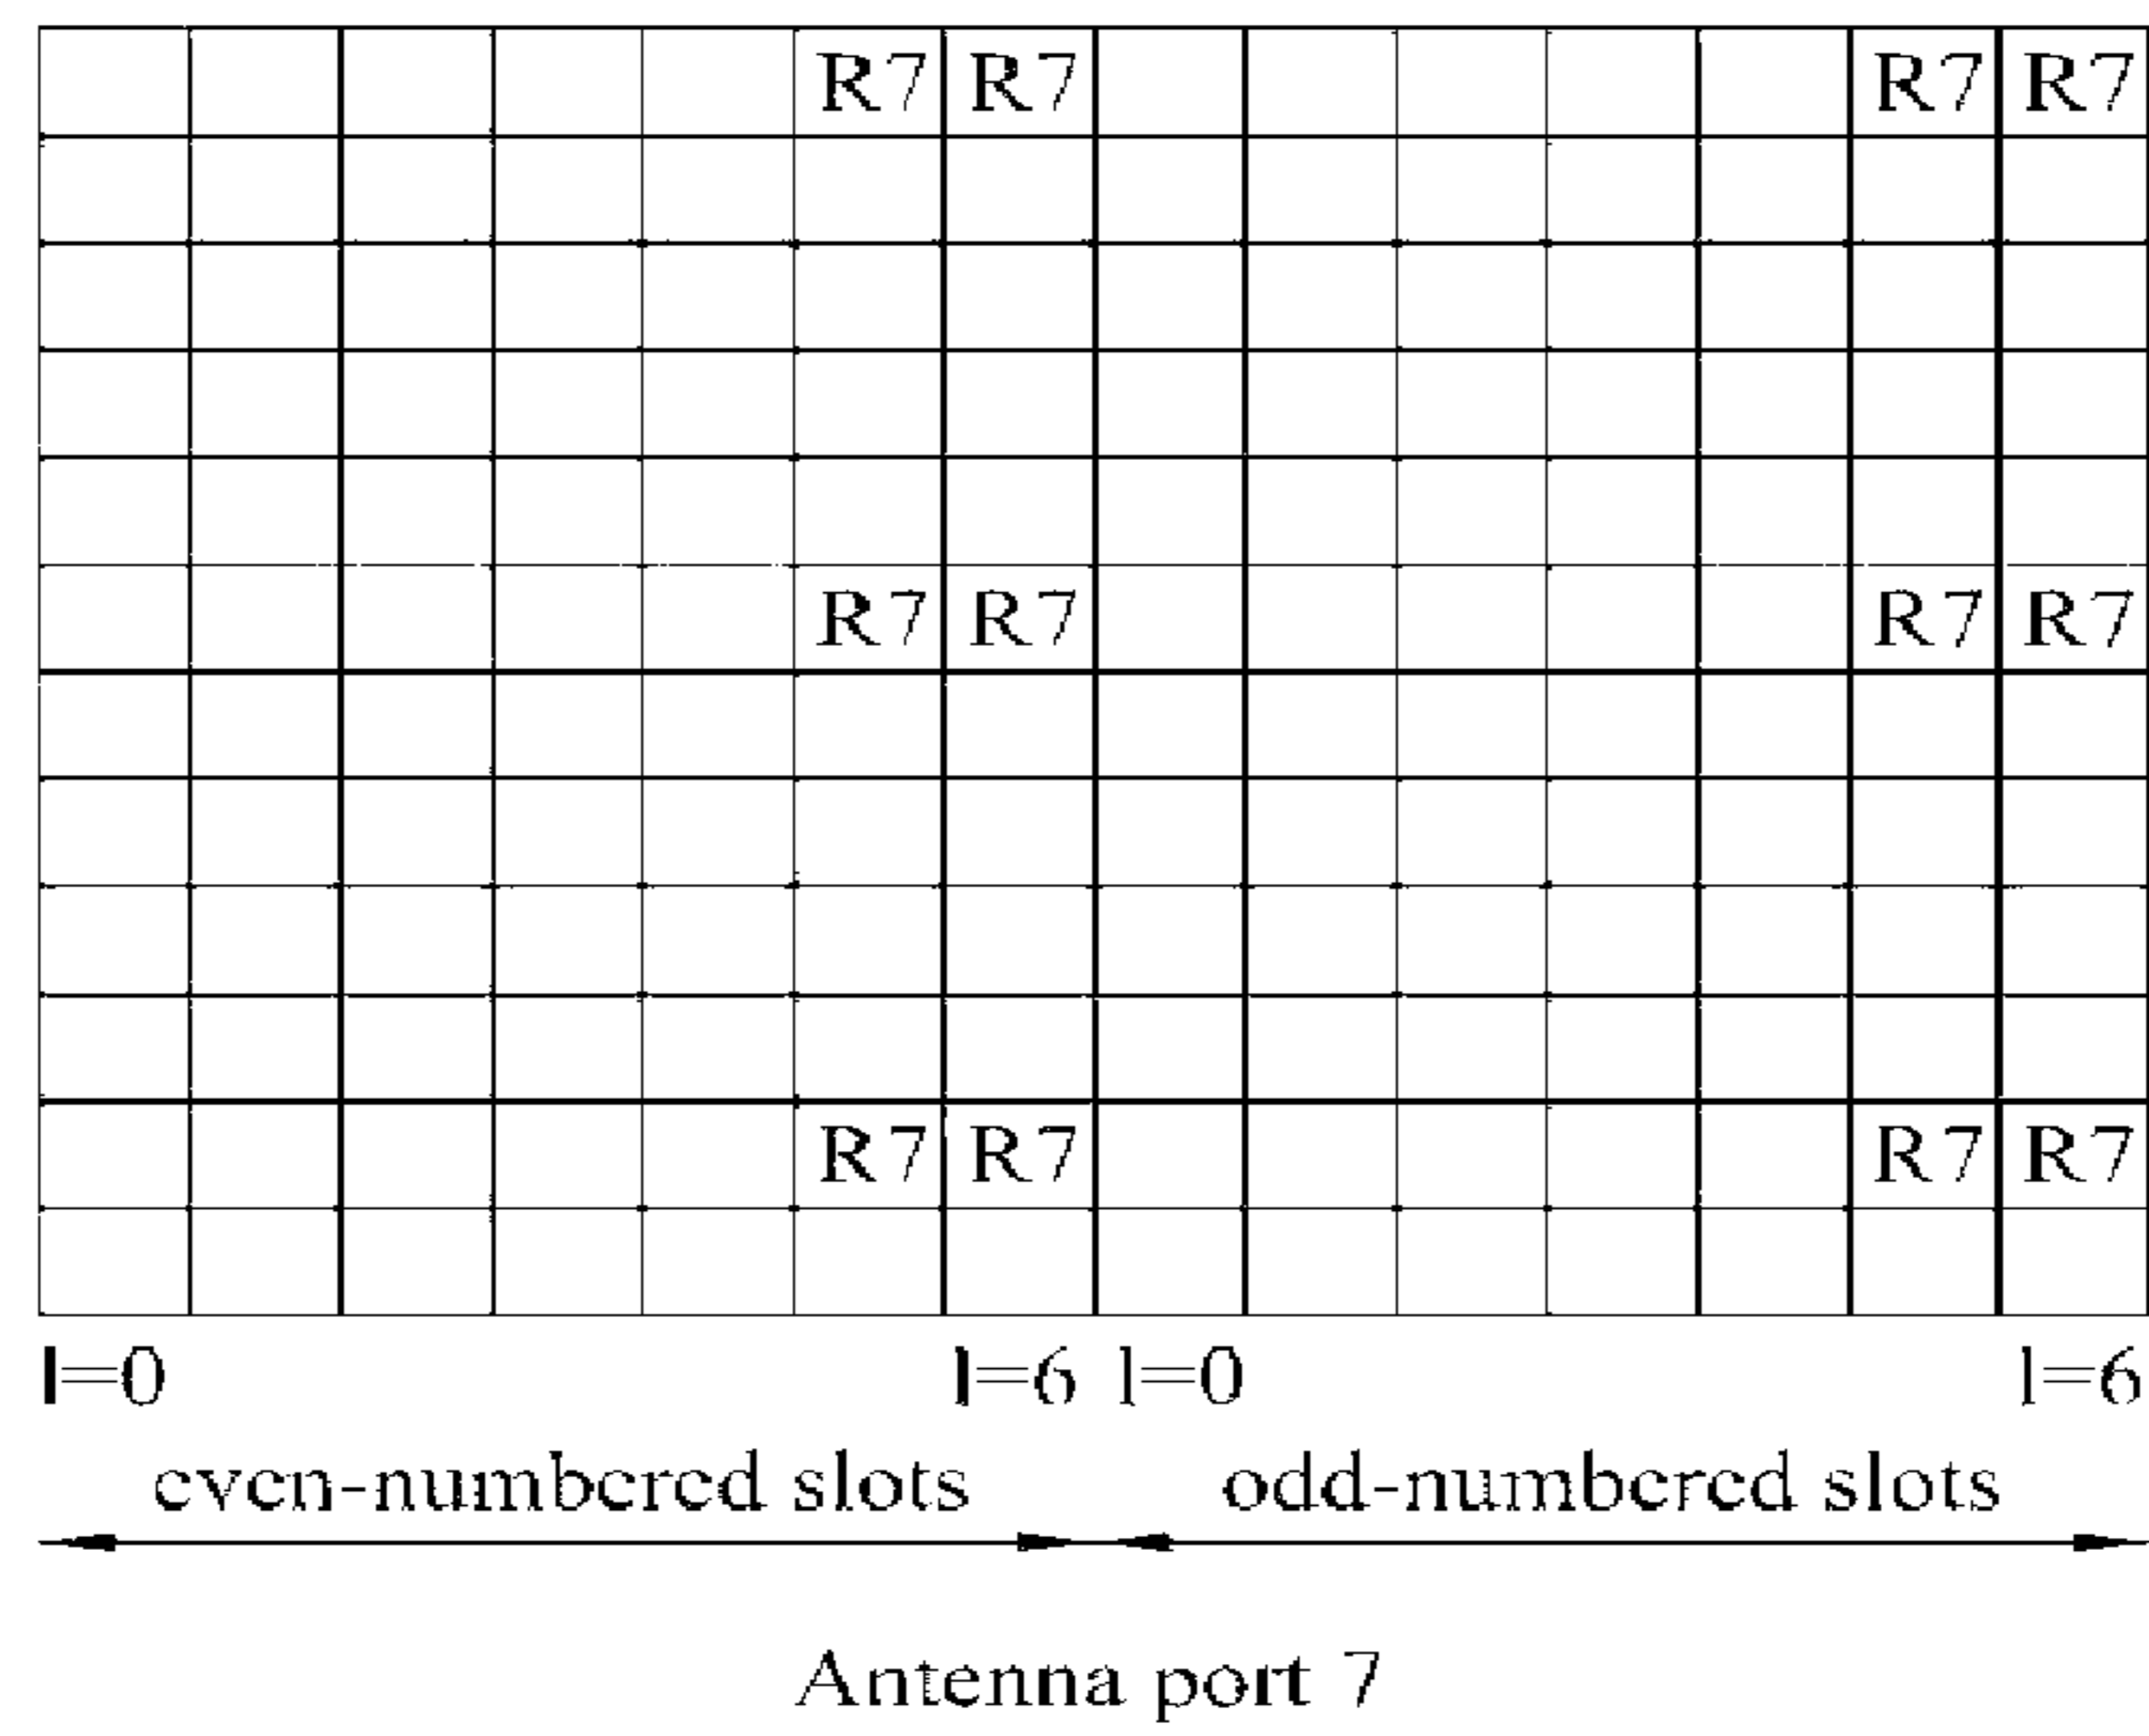 R7 R7 R7 R7
R7 R7 R7 R7
R7 R7 R7 R7
l=0 l=6 l=0 l=6
even-numbered slots odd-numbered slots
Antenna port 7